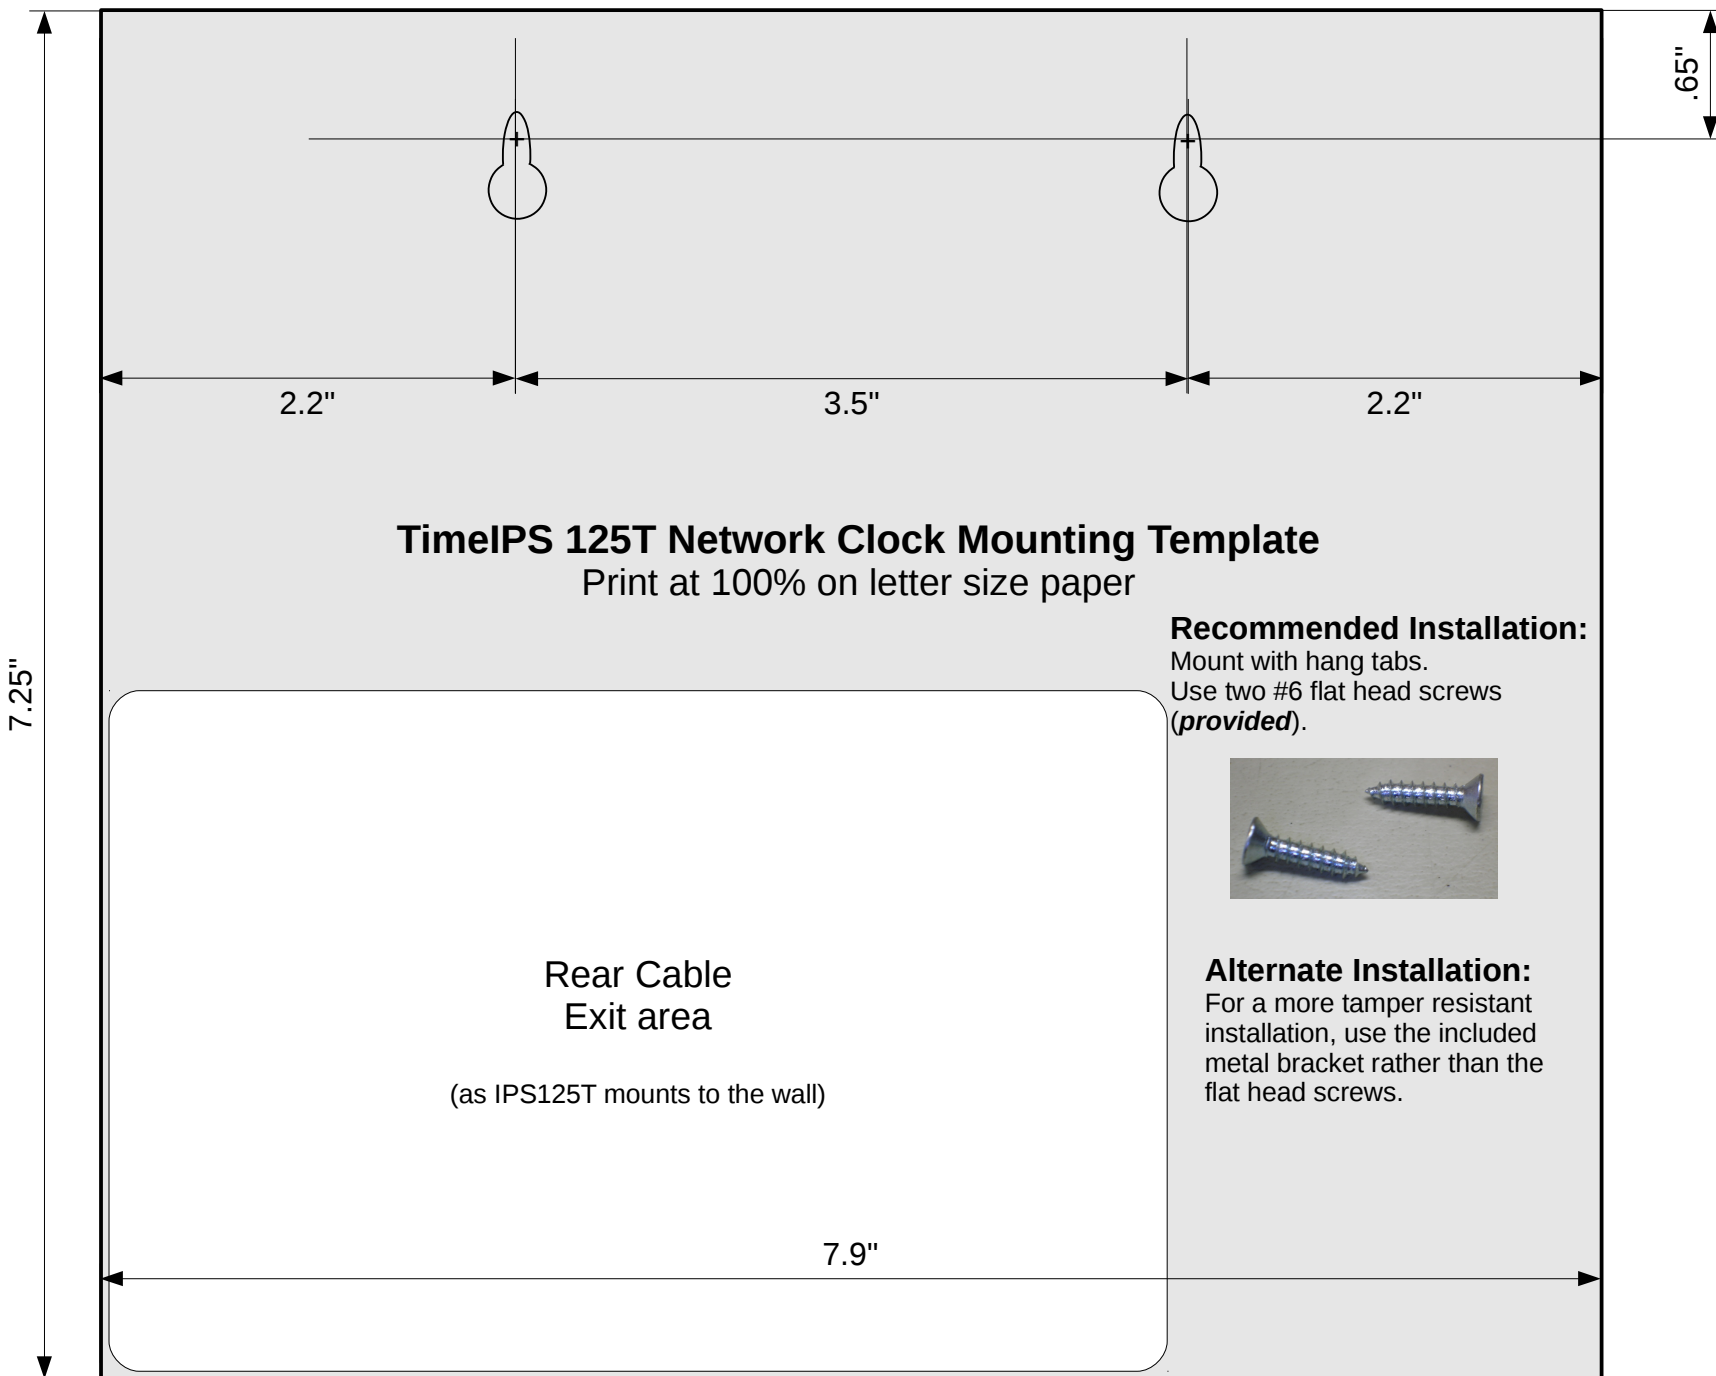 .65"
2.2"
3.5"
2.2"
TimeIPS 125T Network Clock Mounting Template
Print at 100% on letter size paper
Recommended Installation:
Mount with hang tabs.
Use two #6 flat head screws
(provided).
7.25"
Rear Cable
Exit area
(as IPS125T mounts to the wall)
Alternate Installation:
For a more tamper resistant
installation, use the included
metal bracket rather than the
flat head screws.
7.9"